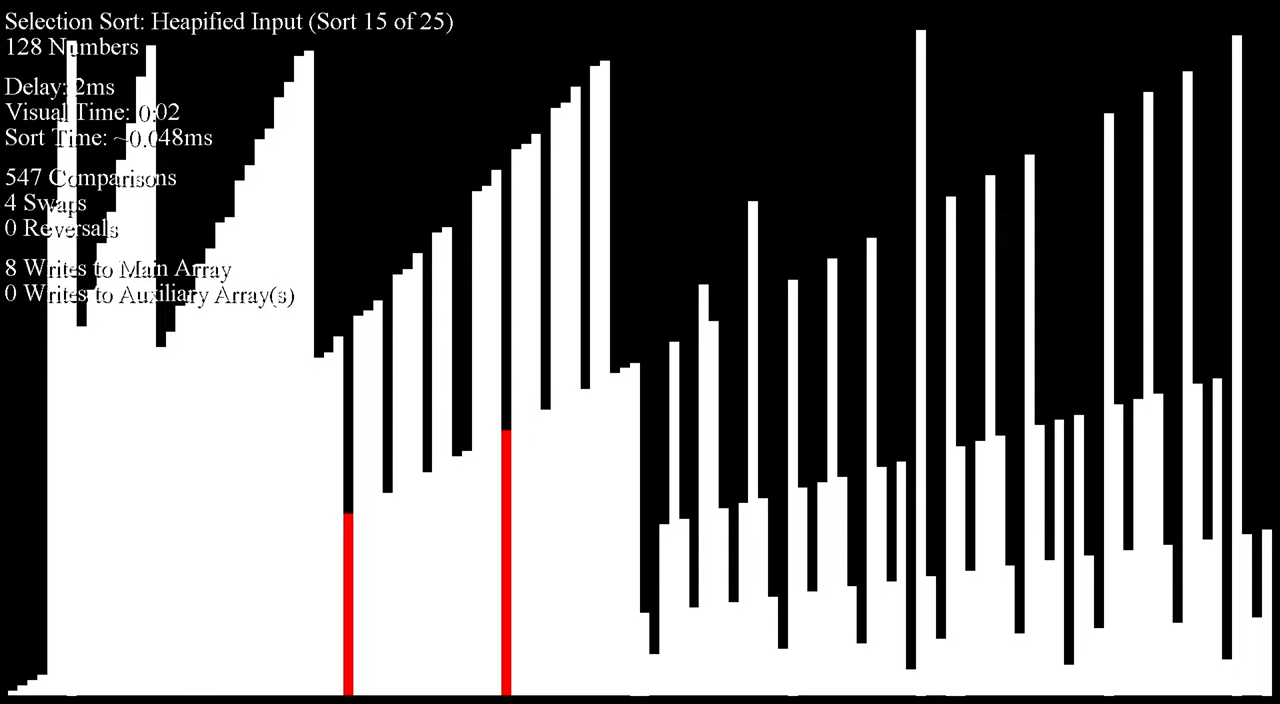 Selection Sort: Heapified Input (Sort 15 of 25)
128 Numbers
Delay: 2ms
Visual Time: 0:02
Sort Time: ~0.048ms
547 Comparisons
4 Swaps
0 Reversals
8 Writes to Main Array
0 Writes to Auxiliary Array(s)